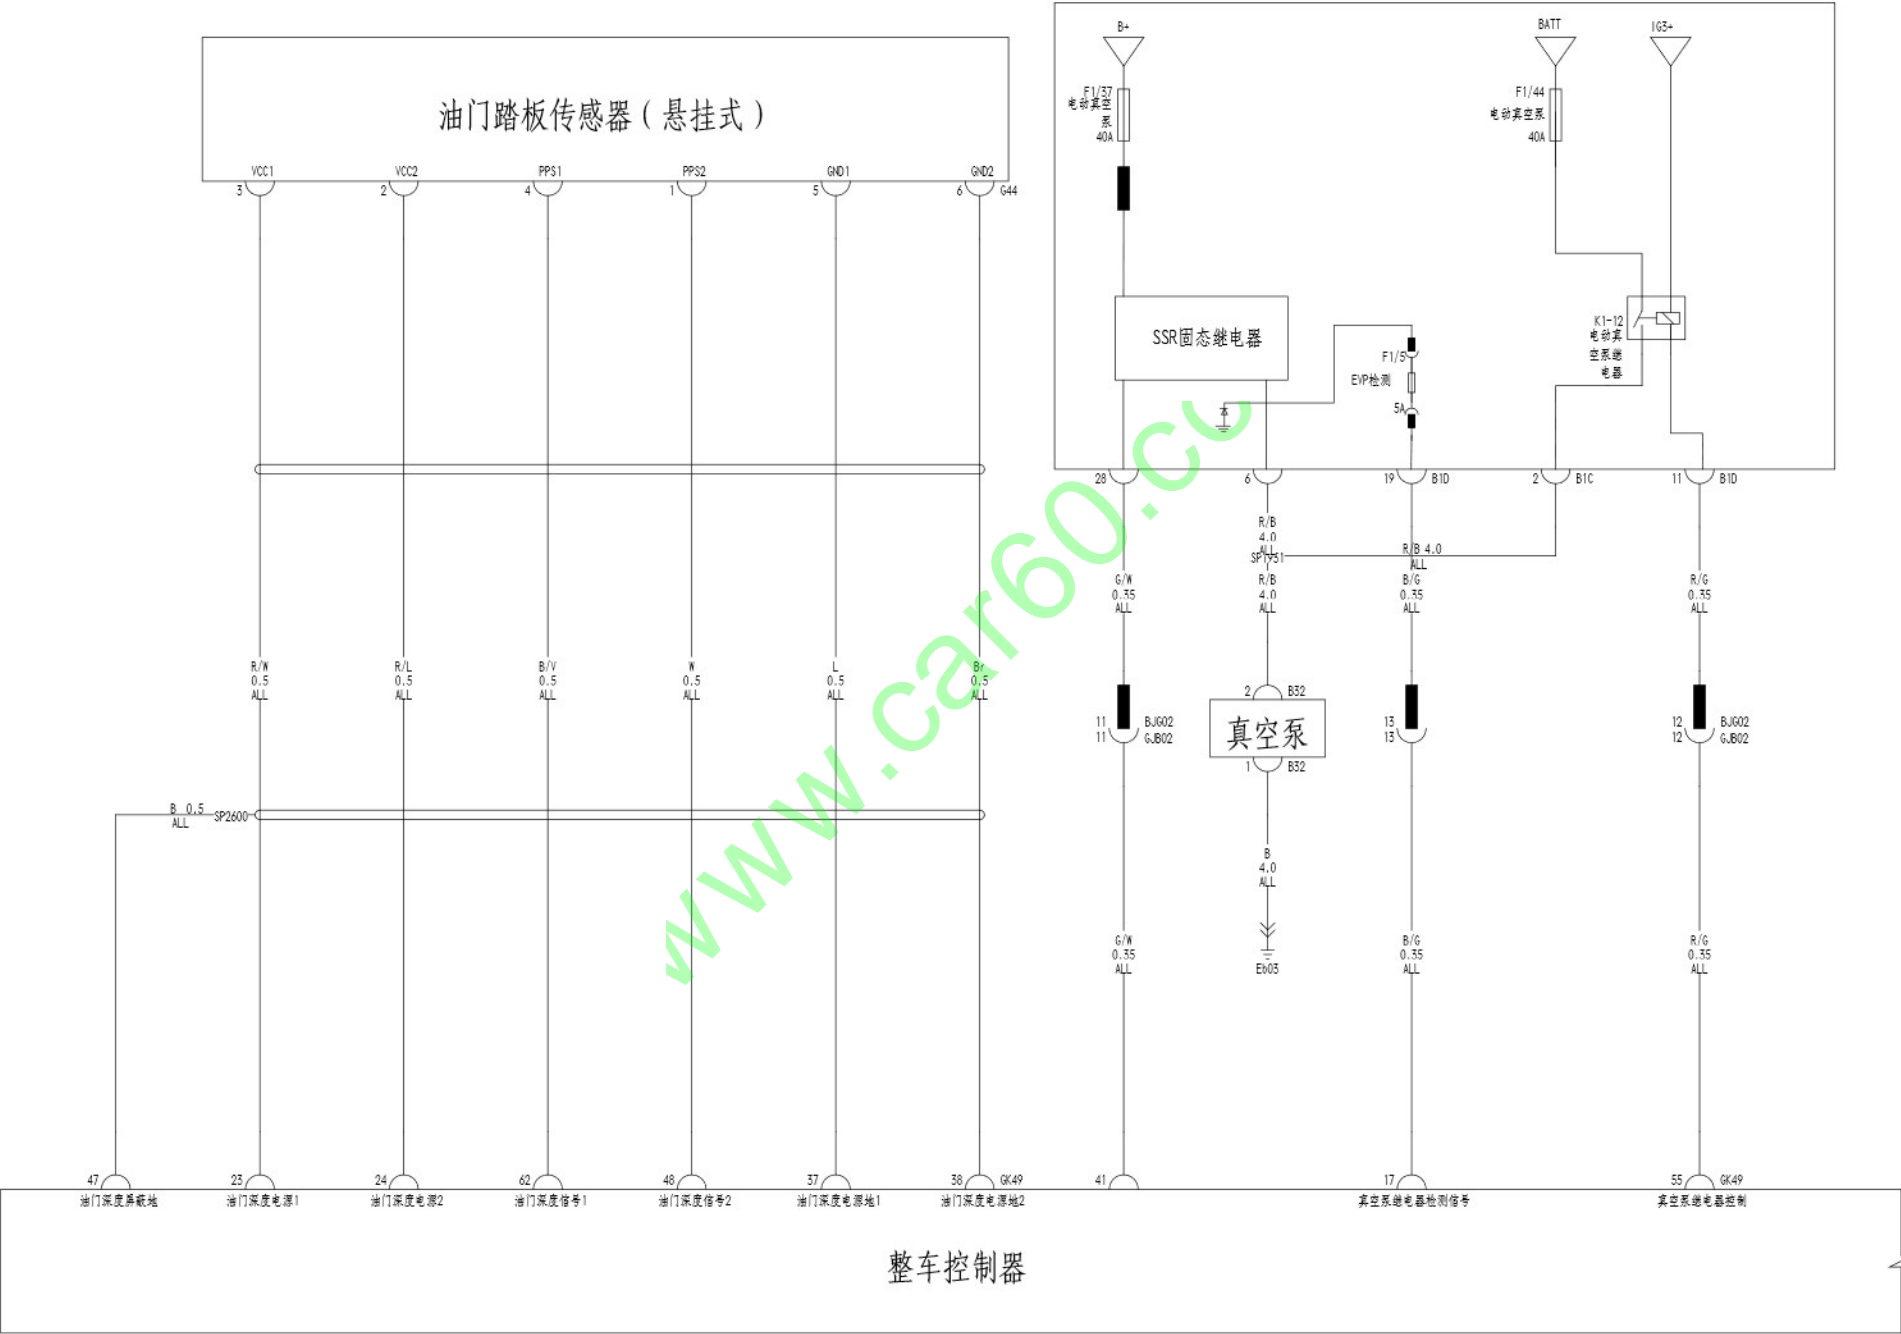 B+
BATT
IG3+
F1/37
电动真空
泵
40A
F1/44
电动真空泵
40A
油门踏板传感器(悬挂式)
VCC1
VCC2
PPS1
PPS2
GND1
GND2
3
2
4
1
5
6
G44
SSR固态继电器
K1-12
电动真
空泵继
电器
F1/5
EVP检测
5A
28
6
19
B1D
2
B1C
11
B1D
R/B
4.0
ALL
SP1951
R/B 4.0
ALL
G/W
0.35
ALL
R/B
4.0
ALL
B/G
0.35
ALL
R/G
0.35
ALL
R/W
0.5
ALL
R/L
0.5
ALL
B/V
0.5
ALL
W
0.5
ALL
L
0.5
ALL
Br
0.5
ALL
2
B32
真空泵
1
B32
11
BJG02
11
GJB02
13
13
12
BJG02
12
GJB02
B 0.5
ALL
SP2600
B
4.0
ALL
Eb03
G/W
0.35
ALL
B/G
0.35
ALL
R/G
0.35
ALL
www.car60.co
47
23
24
62
48
37
38
GK49
41
17
55
GK49
油门深度屏蔽地
油门深度电源1
油门深度电源2
油门深度信号1
油门深度信号2
油门深度电源地1
油门深度电源地2
真空泵继电器检测信号
真空泵继电器控制
整车控制器